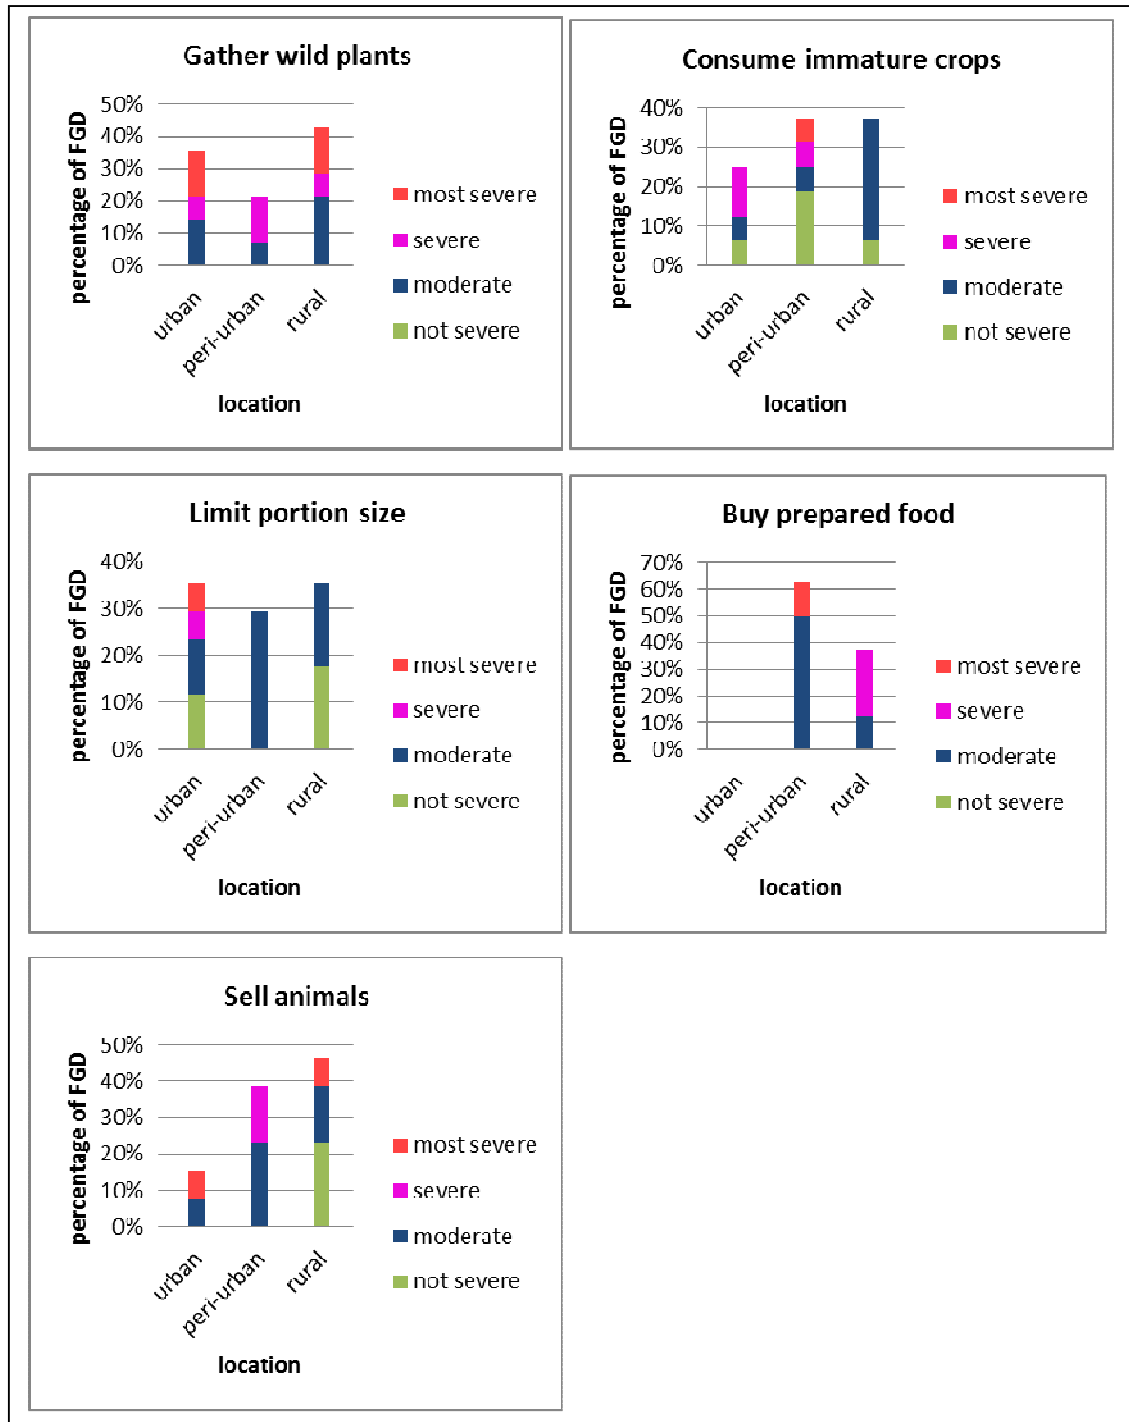 Gather wild plants
percentage of FGD
50%
40%
30%
20%
10%
0%
urban
peri-urban
rural
location
most severe
severe
moderate
not severe
Consume immature crops
percentage of FGD
40%
30%
20%
10%
0%
urban
peri-urban
rural
location
most severe
severe
moderate
not severe
Limit portion size
percentage of FGD
40%
30%
20%
10%
0%
urban
peri-urban
rural
location
most severe
severe
moderate
not severe
Buy prepared food
percentage of FGD
70%
60%
50%
40%
30%
20%
10%
0%
urban
peri-urban
rural
location
most severe
severe
moderate
not severe
Sell animals
percentage of FGD
50%
40%
30%
20%
10%
0%
urban
peri-urban
rural
location
most severe
severe
moderate
not severe